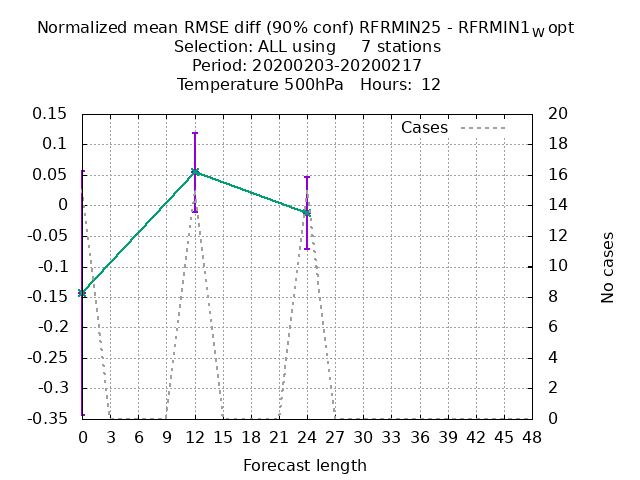 Normalized mean RMSE diff (90% conf) RFRMIN25 - RFRMIN1wopt
Selection: ALL using 7 stations
Period: 20200203-20200217
Temperature 500hPa Hours: 12
Cases
0.15
0.1
0.05
0
-0.05
-0.1
-0.15
-0.2
-0.25
-0.3
-0.35
20
18
16
14
12
10
8
6
4
2
0
No cases
0 3 6 9 12 15 18 21 24 27 30 33 36 39 42 45 48
Forecast length